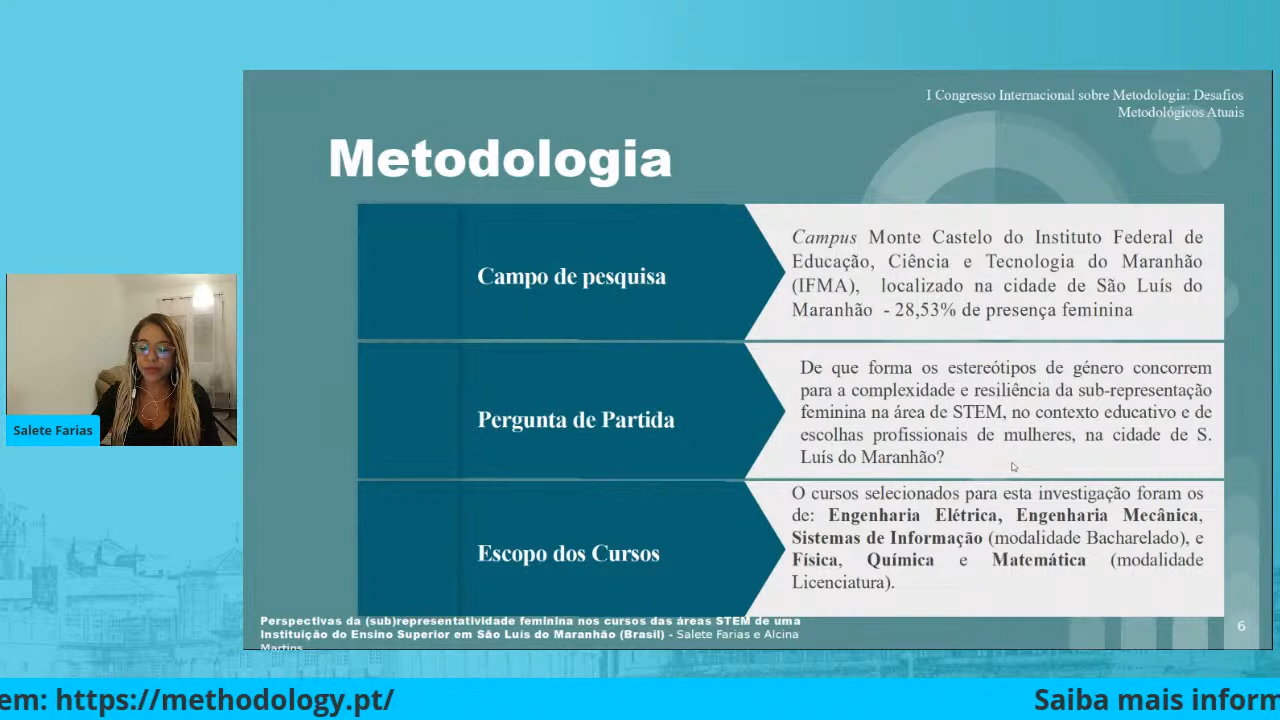 I Congresso Internacional sobre Metodologia: Desafios
Metodológicos Atuais
Metodologia
Campo de pesquisa
Campus Monte Castelo do Instituto Federal de
Educação, Ciência e Tecnologia do Maranhão
(IFMA), localizado na cidade de São Luís do
Maranhão - 28,53% de presença feminina
Pergunta de Partida
De que forma os estereótipos de género concorrem
para a complexidade e resiliência da sub-representação
feminina na área de STEM, no contexto educativo e de
escolhas profissionais de mulheres, na cidade de S.
Luís do Maranhão?
Escopo dos Cursos
O cursos selecionados para esta investigação foram os
de: Engenharia Elétrica, Engenharia Mecânica,
Sistemas de Informação (modalidade Bacharelado), e
Física, Química e Matemática (modalidade
Licenciatura).
Salete Farias
Perspectivas da (sub)representatividade feminina nos cursos das áreas STEM de uma
Instituição do Ensino Superior em São Luís do Maranhão (Brasil) - Salete Farias e Alcina
Martins
6
em: https://methodology.pt/
Saiba mais inform